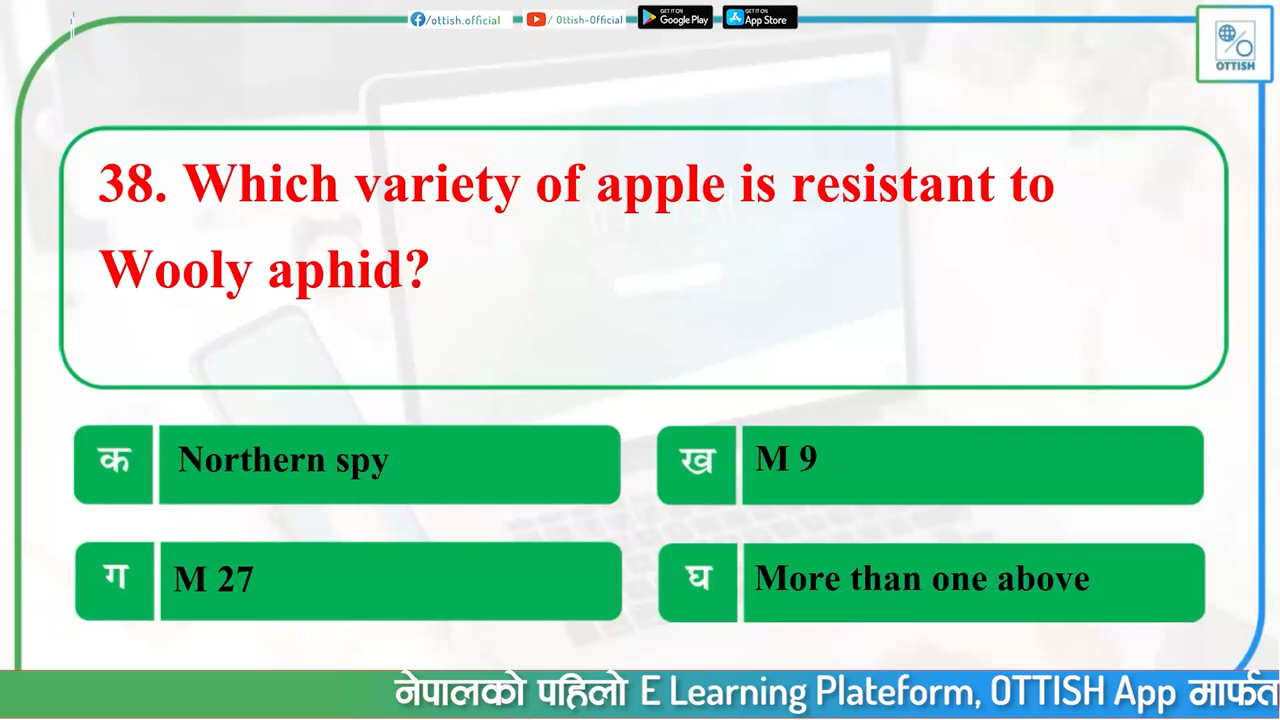 /ottish.official
/ Ottish-Official
GET IT ON
Google Play
GET IT ON
App Store
OTTISH
38. Which variety of apple is resistant to
Wooly aphid?
क Northern spy
ख M 9
ग M 27
घ More than one above
नेपालको पहिलो E Learning Plateform, OTTISH App मार्फत